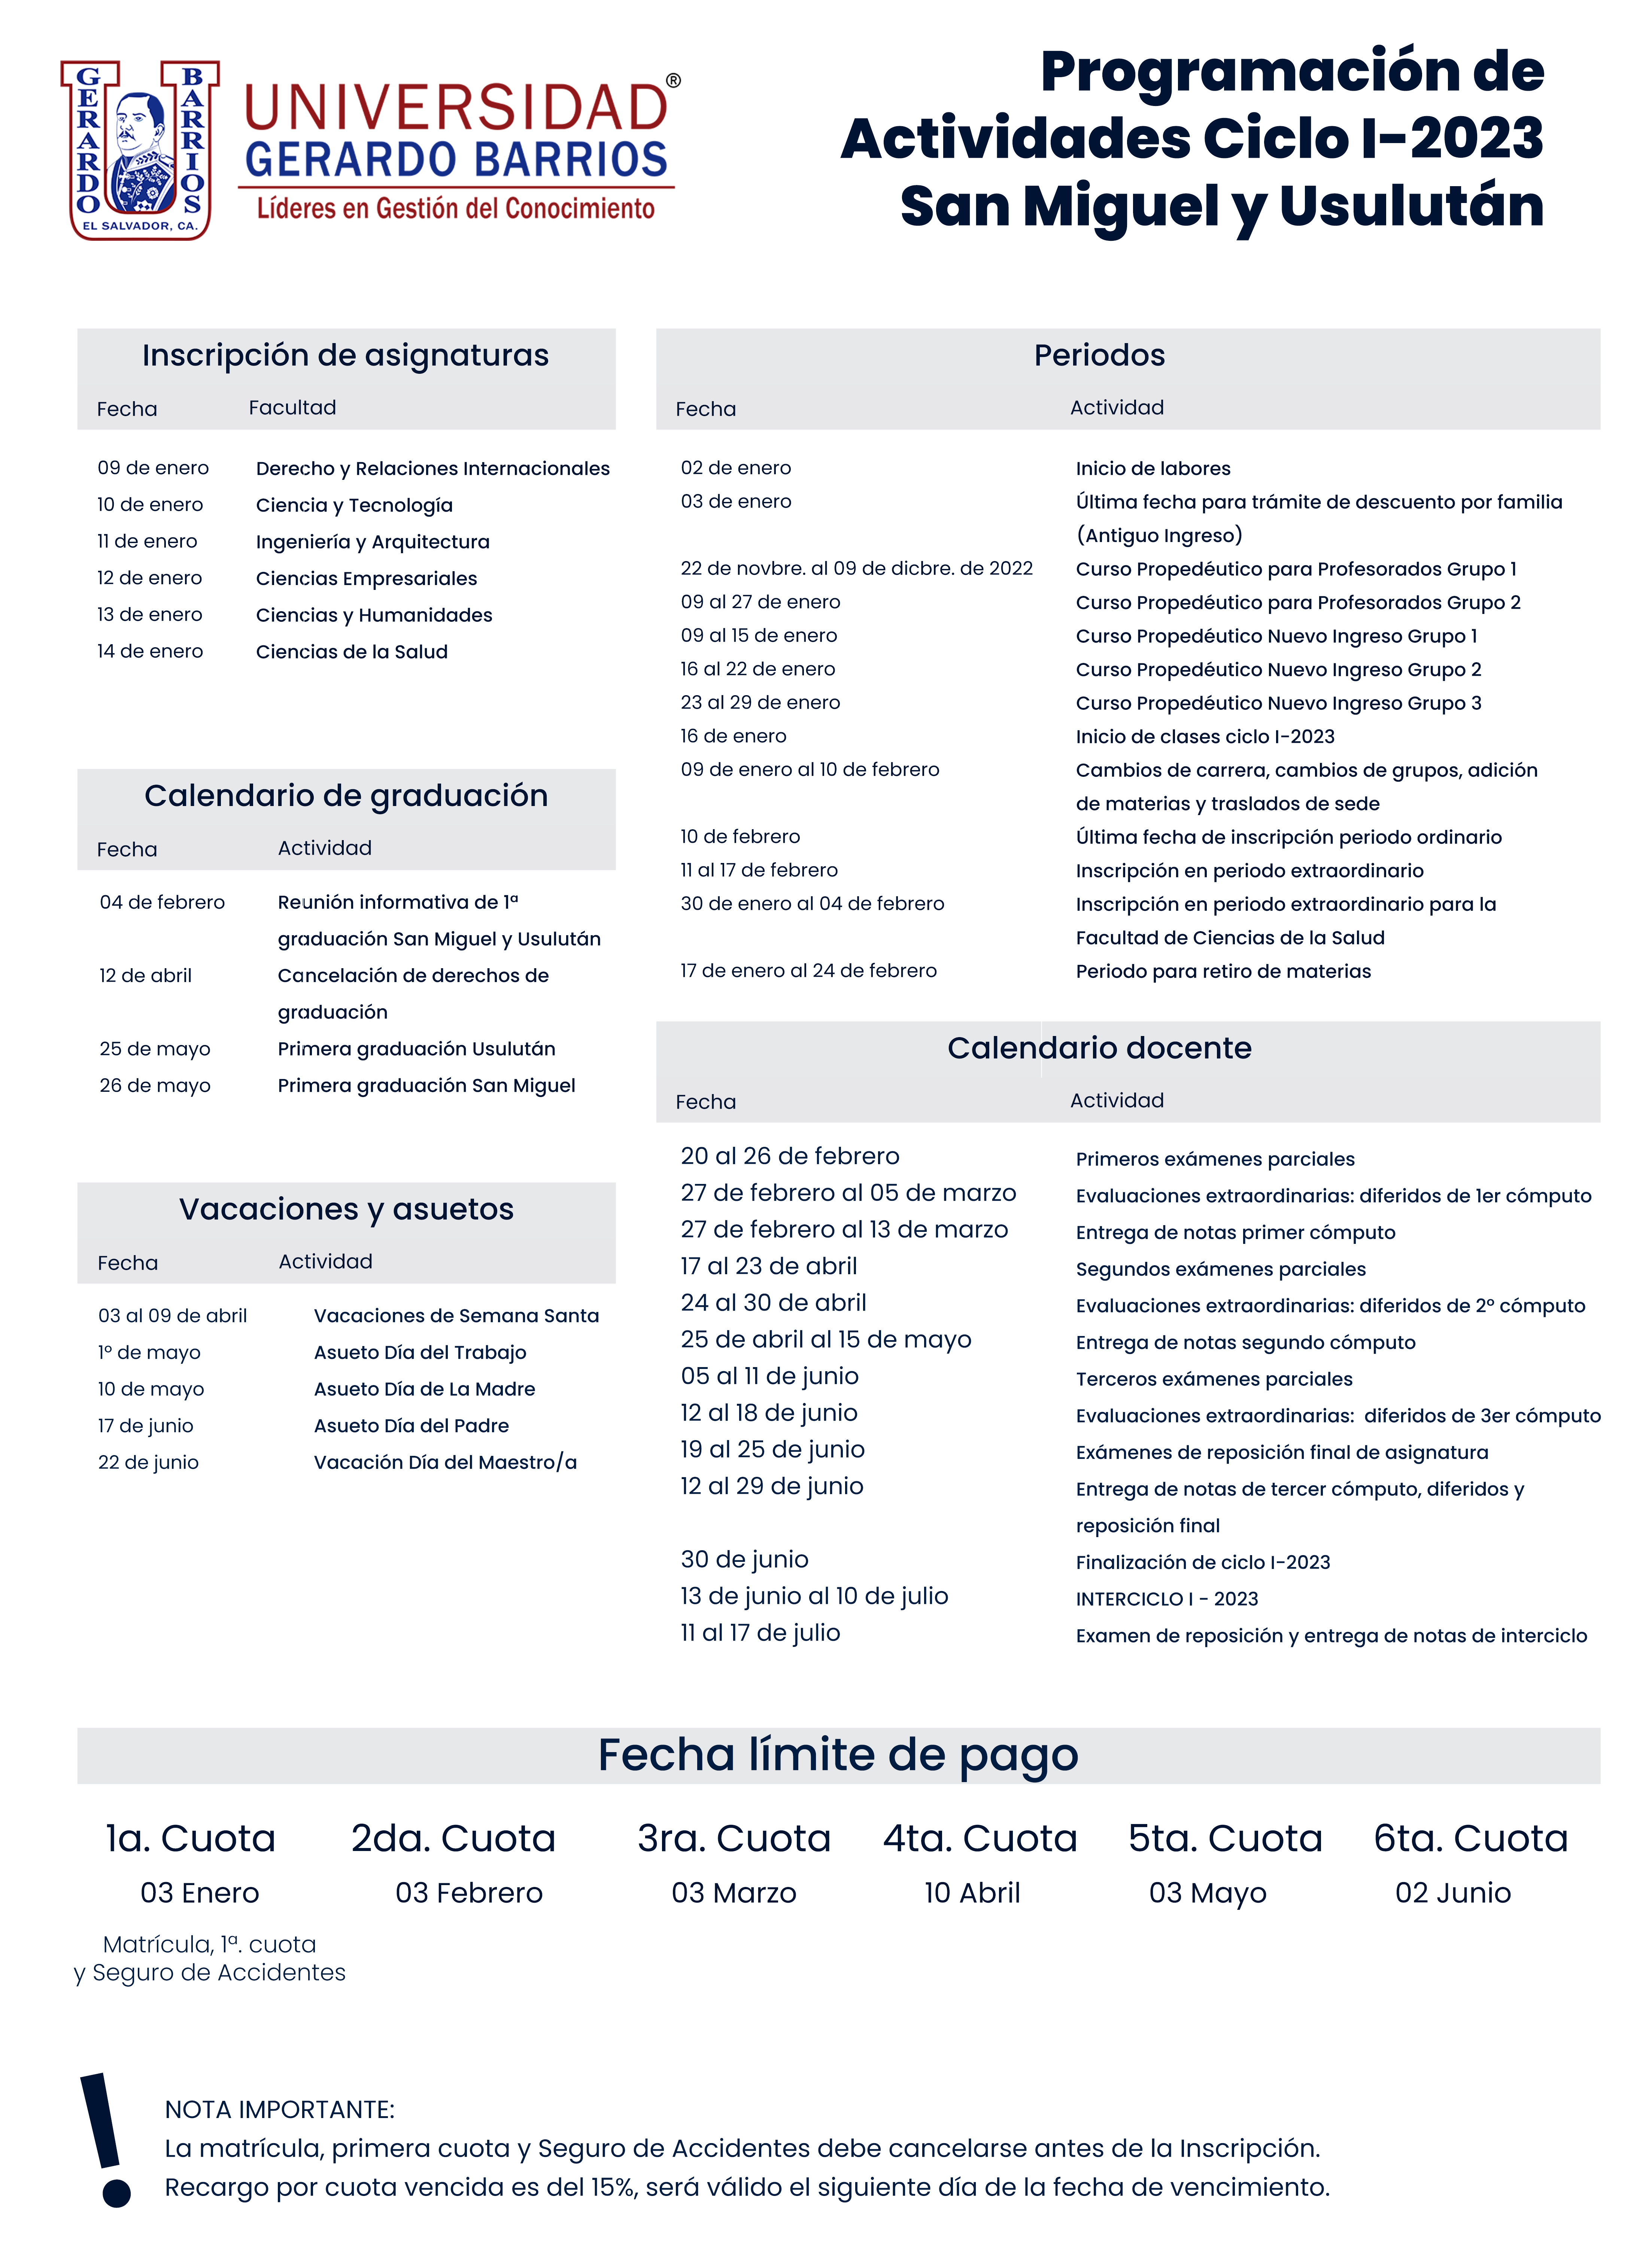 GERARDO
BARRIOS
EL SALVADOR, CA.
UNIVERSIDAD®
GERARDO BARRIOS
Líderes en Gestión del Conocimiento
Programación de
Actividades Ciclo I-2023
San Miguel y Usulután
Inscripción de asignaturas
Fecha Facultad
09 de enero Derecho y Relaciones Internacionales
10 de enero Ciencia y Tecnología
11 de enero Ingeniería y Arquitectura
12 de enero Ciencias Empresariales
13 de enero Ciencias y Humanidades
14 de enero Ciencias de la Salud
Calendario de graduación
Fecha Actividad
04 de febrero Reunión informativa de 1ª
graduación San Miguel y Usulután
12 de abril Cancelación de derechos de
graduación
25 de mayo Primera graduación Usulután
26 de mayo Primera graduación San Miguel
Vacaciones y asuetos
Fecha Actividad
03 al 09 de abril Vacaciones de Semana Santa
1º de mayo Asueto Día del Trabajo
10 de mayo Asueto Día de La Madre
17 de junio Asueto Día del Padre
22 de junio Vacación Día del Maestro/a
Periodos
Fecha Actividad
02 de enero Inicio de labores
03 de enero Última fecha para trámite de descuento por familia
(Antiguo Ingreso)
22 de novbre. al 09 de dicbre. de 2022 Curso Propedéutico para Profesorados Grupo 1
09 al 27 de enero Curso Propedéutico para Profesorados Grupo 2
09 al 15 de enero Curso Propedéutico Nuevo Ingreso Grupo 1
16 al 22 de enero Curso Propedéutico Nuevo Ingreso Grupo 2
23 al 29 de enero Curso Propedéutico Nuevo Ingreso Grupo 3
16 de enero Inicio de clases ciclo I-2023
09 de enero al 10 de febrero Cambios de carrera, cambios de grupos, adición
de materias y traslados de sede
10 de febrero Última fecha de inscripción periodo ordinario
11 al 17 de febrero Inscripción en periodo extraordinario
30 de enero al 04 de febrero Inscripción en periodo extraordinario para la
Facultad de Ciencias de la Salud
17 de enero al 24 de febrero Periodo para retiro de materias
Calendario docente
Fecha Actividad
20 al 26 de febrero Primeros exámenes parciales
27 de febrero al 05 de marzo Evaluaciones extraordinarias: diferidos de 1er cómputo
27 de febrero al 13 de marzo Entrega de notas primer cómputo
17 al 23 de abril Segundos exámenes parciales
24 al 30 de abril Evaluaciones extraordinarias: diferidos de 2º cómputo
25 de abril al 15 de mayo Entrega de notas segundo cómputo
05 al 11 de junio Terceros exámenes parciales
12 al 18 de junio Evaluaciones extraordinarias: diferidos de 3er cómputo
19 al 25 de junio Exámenes de reposición final de asignatura
12 al 29 de junio Entrega de notas de tercer cómputo, diferidos y
reposición final
30 de junio Finalización de ciclo I-2023
13 de junio al 10 de julio INTERCICLO I - 2023
11 al 17 de julio Examen de reposición y entrega de notas de interciclo
Fecha límite de pago
1a. Cuota 2da. Cuota 3ra. Cuota 4ta. Cuota 5ta. Cuota 6ta. Cuota
03 Enero 03 Febrero 03 Marzo 10 Abril 03 Mayo 02 Junio
Matrícula, 1ª. cuota
y Seguro de Accidentes
! NOTA IMPORTANTE:
La matrícula, primera cuota y Seguro de Accidentes debe cancelarse antes de la Inscripción.
Recargo por cuota vencida es del 15%, será válido el siguiente día de la fecha de vencimiento.